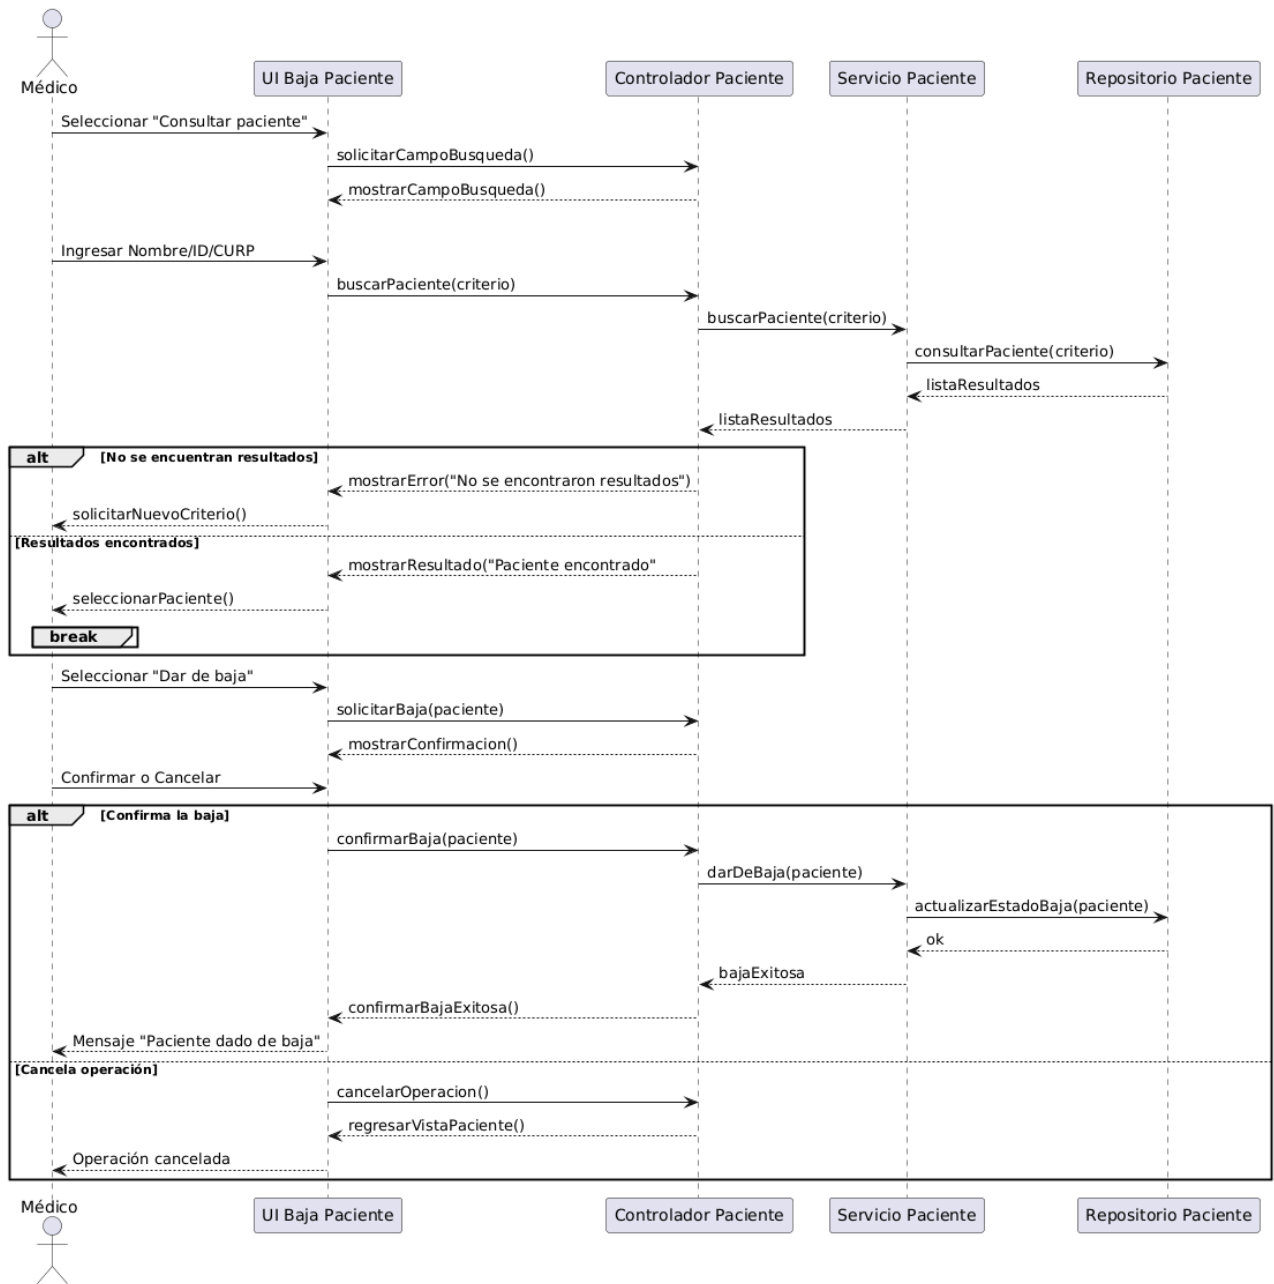 Médico
UI Baja Paciente
Controlador Paciente
Servicio Paciente
Repositorio Paciente
Seleccionar "Consultar paciente"
solicitarCampoBusqueda()
mostrarCampoBusqueda()
Ingresar Nombre/ID/CURP
buscarPaciente(criterio)
buscarPaciente(criterio)
consultarPaciente(criterio)
listaResultados
listaResultados
alt [No se encuentran resultados]
mostrarError("No se encontraron resultados")
solicitarNuevoCriterio()
[Resultados encontrados]
mostrarResultado("Paciente encontrado"
seleccionarPaciente()
break
Seleccionar "Dar de baja"
solicitarBaja(paciente)
mostrarConfirmacion()
Confirmar o Cancelar
alt [Confirma la baja]
confirmarBaja(paciente)
darDeBaja(paciente)
actualizarEstadoBaja(paciente)
ok
bajaExitosa
confirmarBajaExitosa()
Mensaje "Paciente dado de baja"
[Cancela operación]
cancelarOperacion()
regresarVistaPaciente()
Operación cancelada
Médico
UI Baja Paciente
Controlador Paciente
Servicio Paciente
Repositorio Paciente